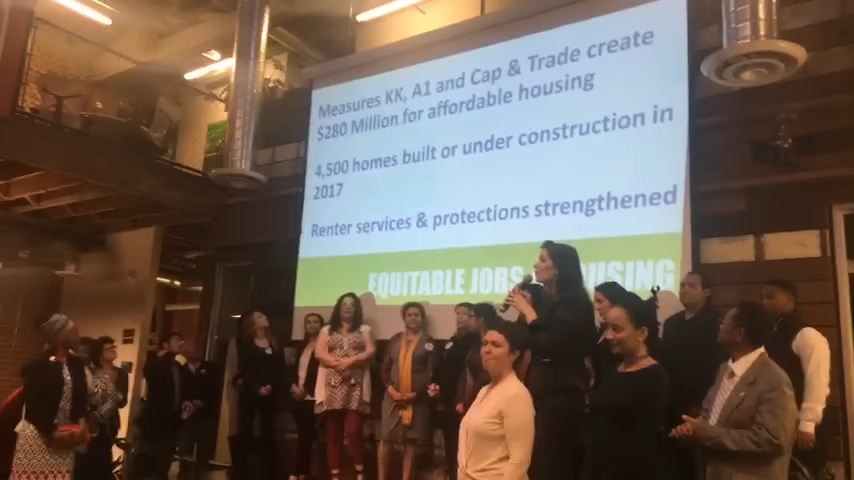 Measures KK, A1 and Cap & Trade create
$280 Million for affordable housing
4,500 homes built or under construction in
2017
Renter services & protections strengthened
EQUITABLE JOBS